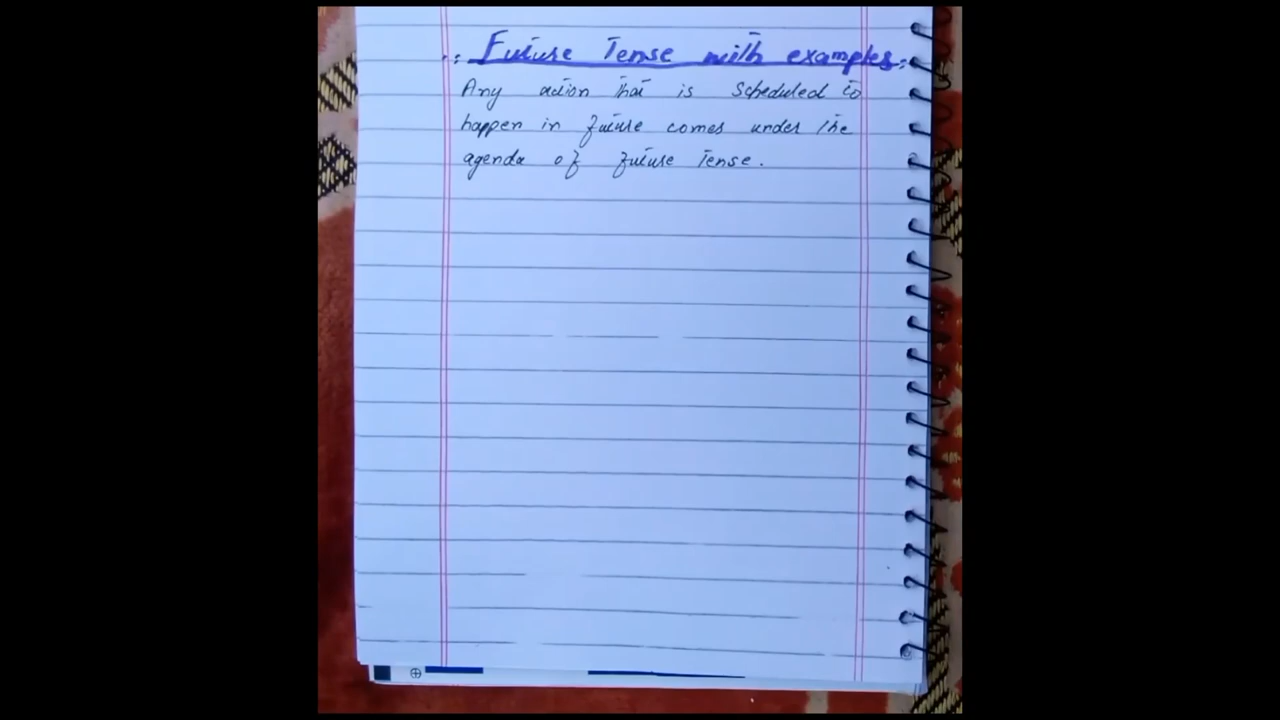 .: Future Tense with examples:
Any action that is scheduled to
happen in future comes under the
agenda of future tense.